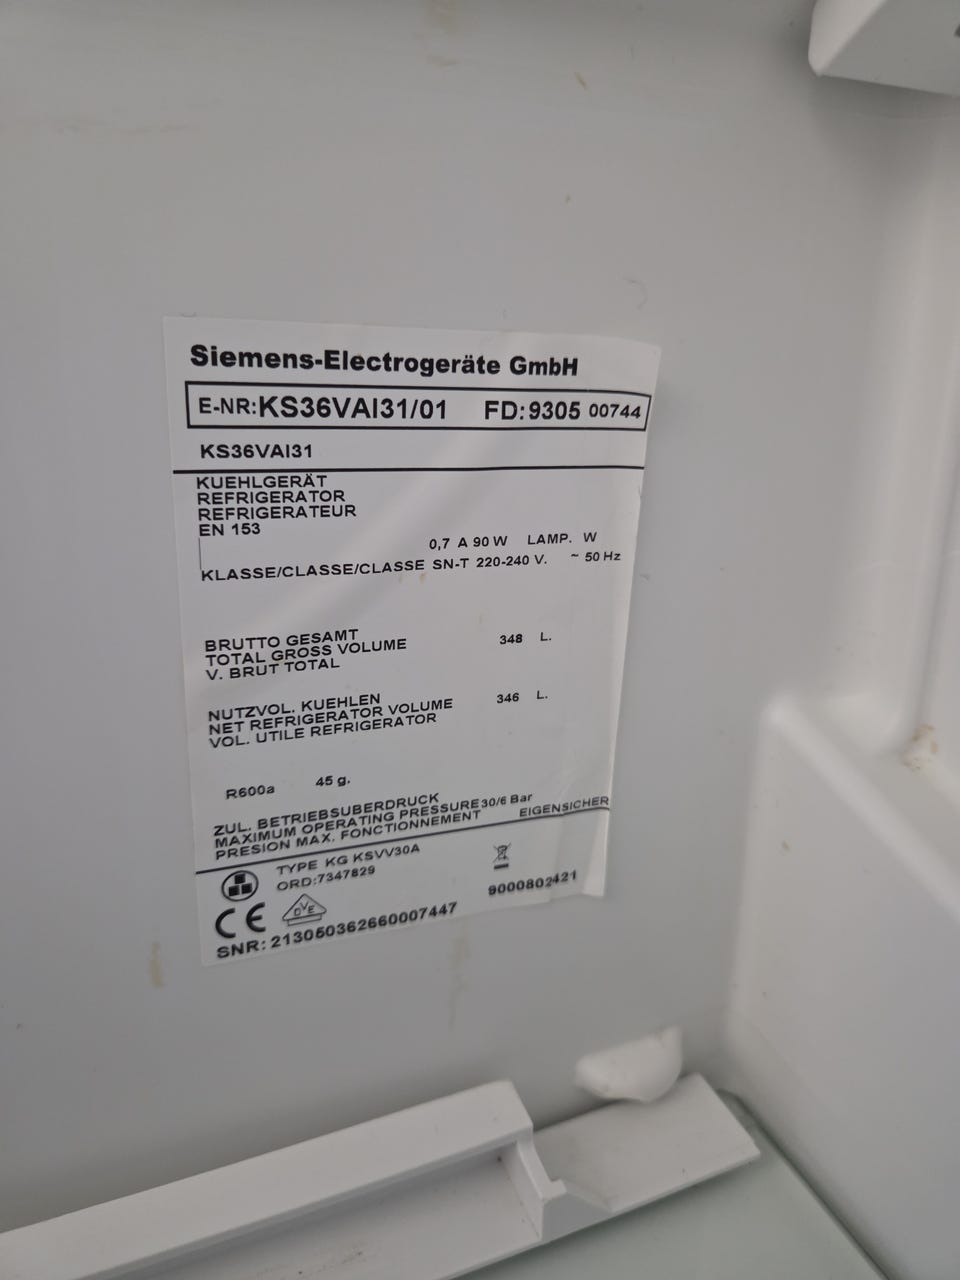 Siemens-Electrogeräte GmbH
E-NR:KS36VAI31/01 FD:9305 00744
KS36VAI31
KUEHLGERÄT
REFRIGERATOR
REFRIGERATEUR
EN 153
0,7 A 90 W LAMP. W
KLASSE/CLASSE/CLASSE SN-T 220-240 V. ~ 50 Hz
BRUTTO GESAMT
TOTAL GROSS VOLUME 348 L.
V. BRUT TOTAL
NUTZVOL. KUEHLEN
NET REFRIGERATOR VOLUME 346 L.
VOL. UTILE REFRIGERATOR
R600a 45 g.
ZUL. BETRIEBSUBERDRUCK
MAXIMUM OPERATING PRESSURE 30/6 Bar
PRESION MAX. FONCTIONNEMENT EIGENSICHER
TYPE KG KSVV30A
ORD:7347829
CE DVE 9000802421
SNR: 213050362660007447